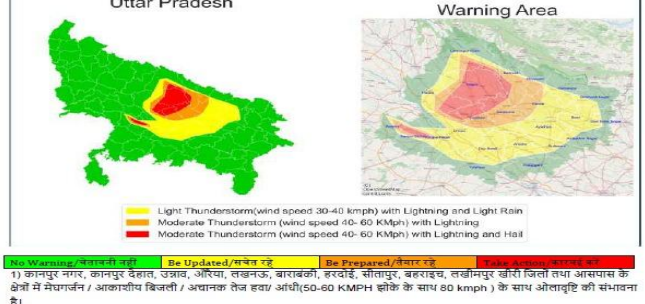 Uttar Pradesh
Warning Area
Light Thunderstorm(wind speed 30-40 kmph) with Lightning and Light Rain
Moderate Thunderstorm (wind speed 40- 60 KMph) with Lightning
Moderate Thunderstorm (wind speed 40- 60 KMph) with Lightning and Hail
No Warning/चेतावनी नहीं Be Updated/सचेत रहे Be Prepared/तैयार रहे Take Action/कारवाई करे
1) कानपुर नगर, कानपुर देहात, उन्नाव, औरैया, लखनऊ, बाराबंकी, हरदोई, सीतापुर, बहराइच, लखीमपुर खीरी जिलों तथा आसपास के
क्षेत्रों में मेघगर्जन / आकाशीय बिजली / अचानक तेज हवा/ आंधी(50-60 KMPH झोके के साथ 80 kmph ) के साथ ओलावृष्टि की संभावना
है।